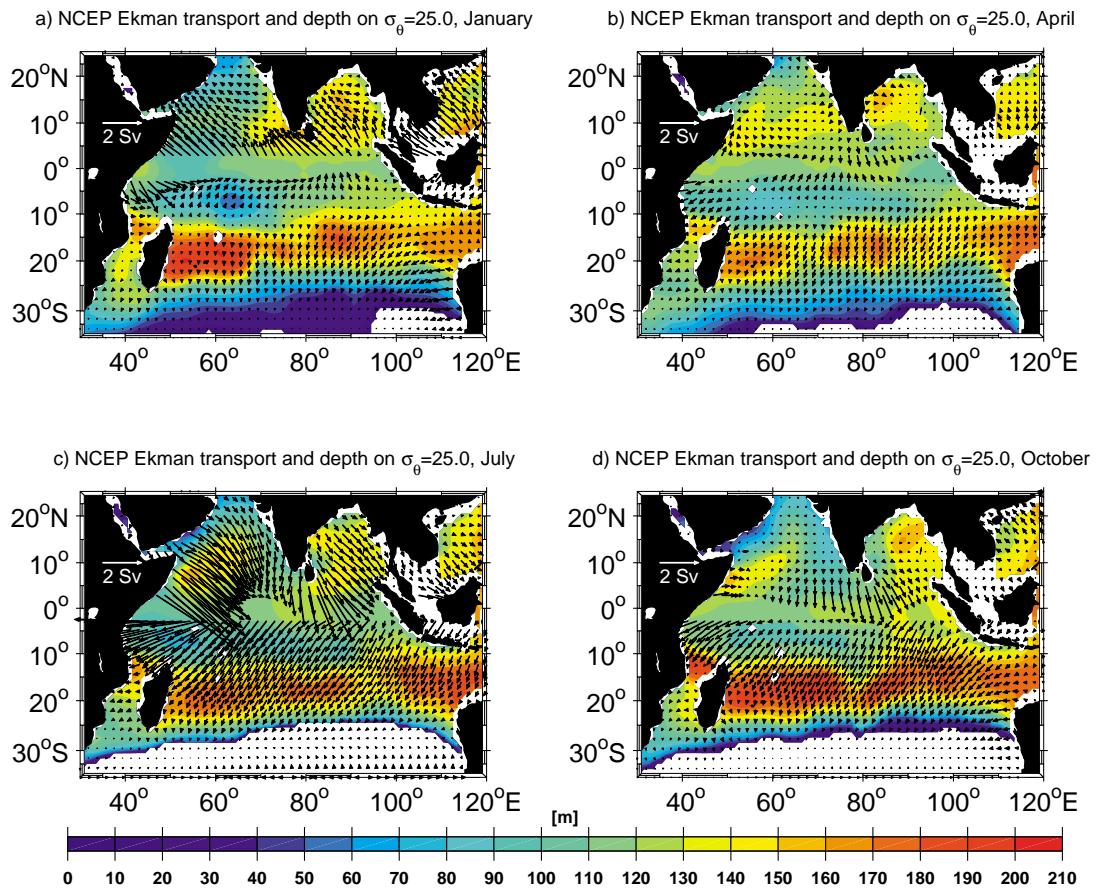 a) NCEP Ekman transport and depth on σθ=25.0, January
b) NCEP Ekman transport and depth on σθ=25.0, April
20°N
10°
0°
10°
20°
30°S
2 Sv
40°
60°
80°
100°
120°E
20°N
10°
0°
10°
20°
30°S
2 Sv
40°
60°
80°
100°
120°E
c) NCEP Ekman transport and depth on σθ=25.0, July
d) NCEP Ekman transport and depth on σθ=25.0, October
20°N
10°
0°
10°
20°
30°S
2 Sv
40°
60°
80°
100°
120°E
20°N
10°
0°
10°
20°
30°S
2 Sv
40°
60°
80°
100°
120°E
[m]
0 10 20 30 40 50 60 70 80 90 100 110 120 130 140 150 160 170 180 190 200 210